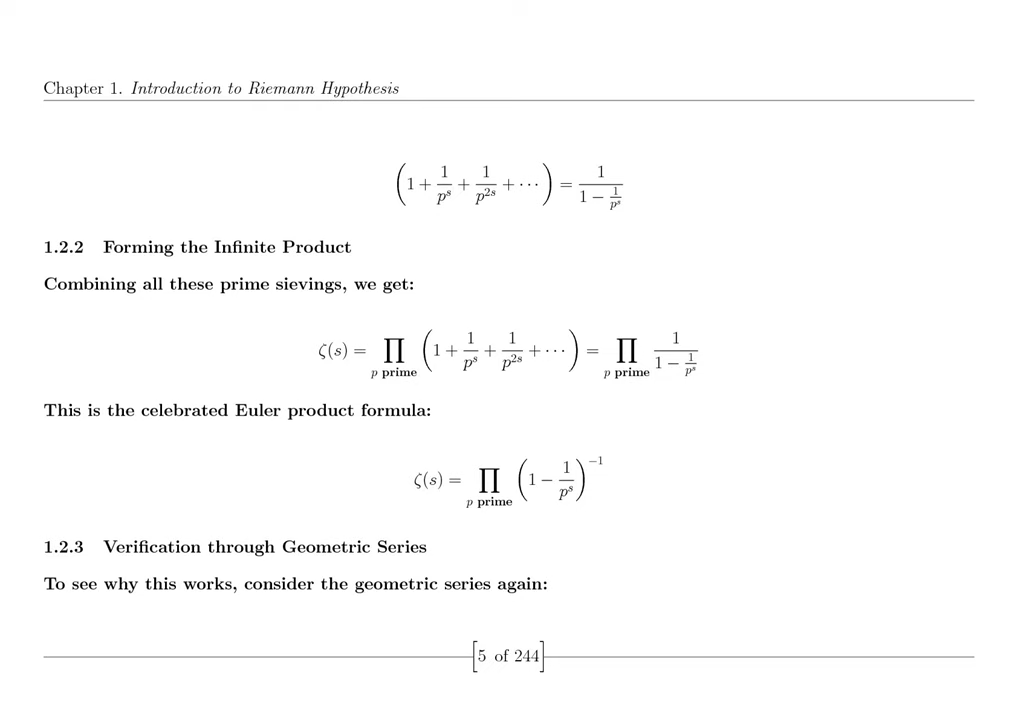 Chapter 1. Introduction to Riemann Hypothesis
(1 + 1/p^s + 1/p^{2s} + ···) = 1/(1 − 1/p^s)
1.2.2 Forming the Infinite Product
Combining all these prime sievings, we get:
ζ(s) = ∏_{p prime} (1 + 1/p^s + 1/p^{2s} + ···) = ∏_{p prime} 1/(1 − 1/p^s)
This is the celebrated Euler product formula:
ζ(s) = ∏_{p prime} (1 − 1/p^s)^{−1}
1.2.3 Verification through Geometric Series
To see why this works, consider the geometric series again:
[5 of 244]